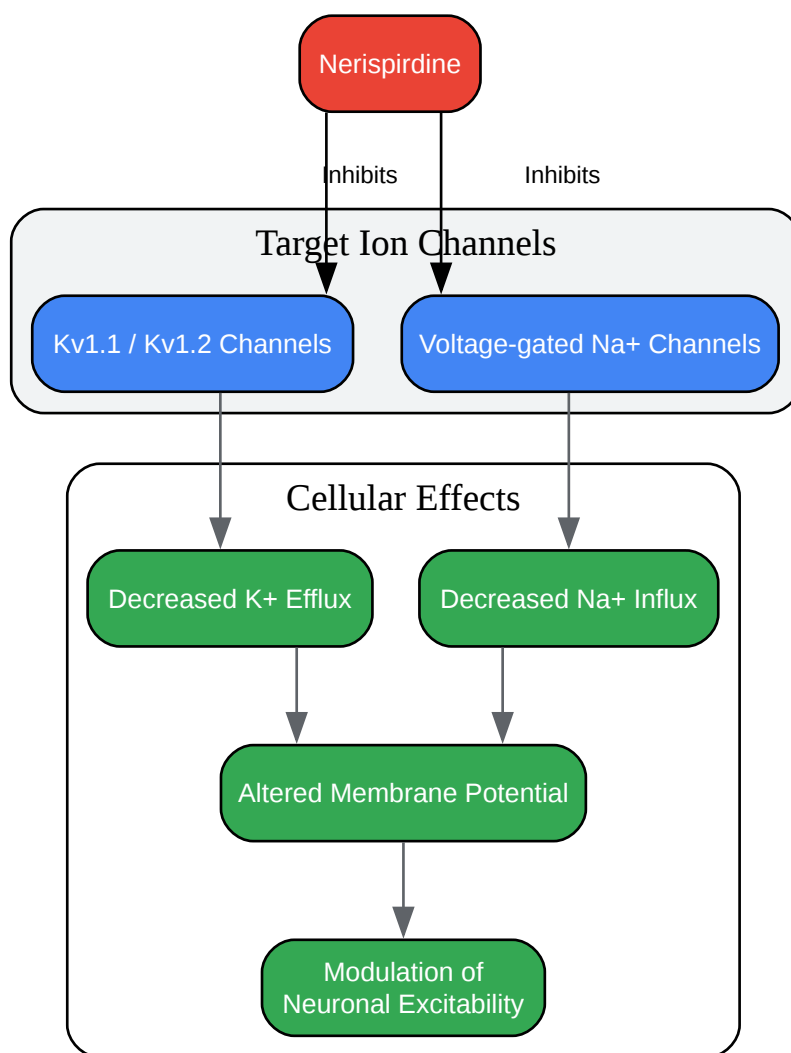 Nerispirdine
Inhibits
Inhibits
Target Ion Channels
Kv1.1 / Kv1.2 Channels
Voltage-gated Na+ Channels
Cellular Effects
Decreased K+ Efflux
Decreased Na+ Influx
Altered Membrane Potential
Modulation of
Neuronal Excitability